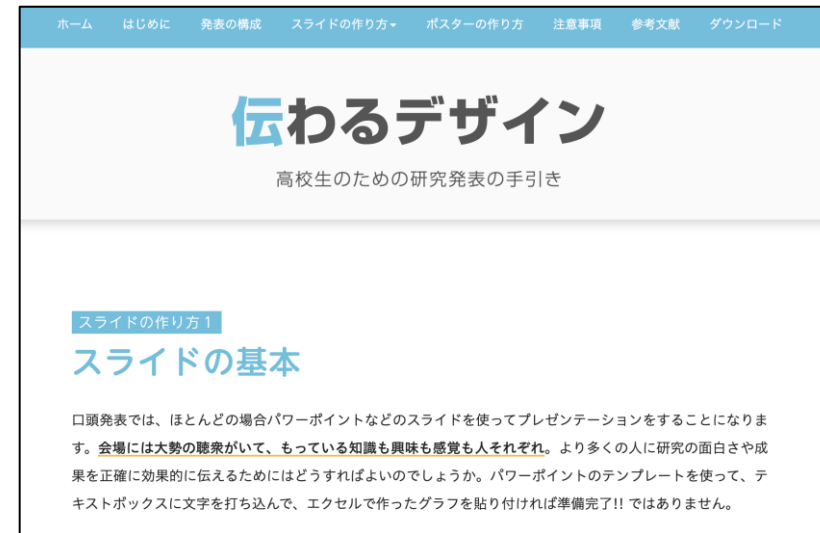 ホーム はじめに 発表の構成 スライドの作り方▾ ポスターの作り方 注意事項 参考文献 ダウンロード
伝わるデザイン
高校生のための研究発表の手引き
スライドの作り方1
スライドの基本
口頭発表では、ほとんどの場合パワーポイントなどのスライドを使ってプレゼンテーションをすることになりま
す。会場には大勢の聴衆がいて、もっている知識も興味も感覚も人それぞれ。より多くの人に研究の面白さや成
果を正確に効果的に伝えるためにはどうすればよいのでしょうか。パワーポイントのテンプレートを使って、テ
キストボックスに文字を打ち込んで、エクセルで作ったグラフを貼り付ければ準備完了!! ではありません。